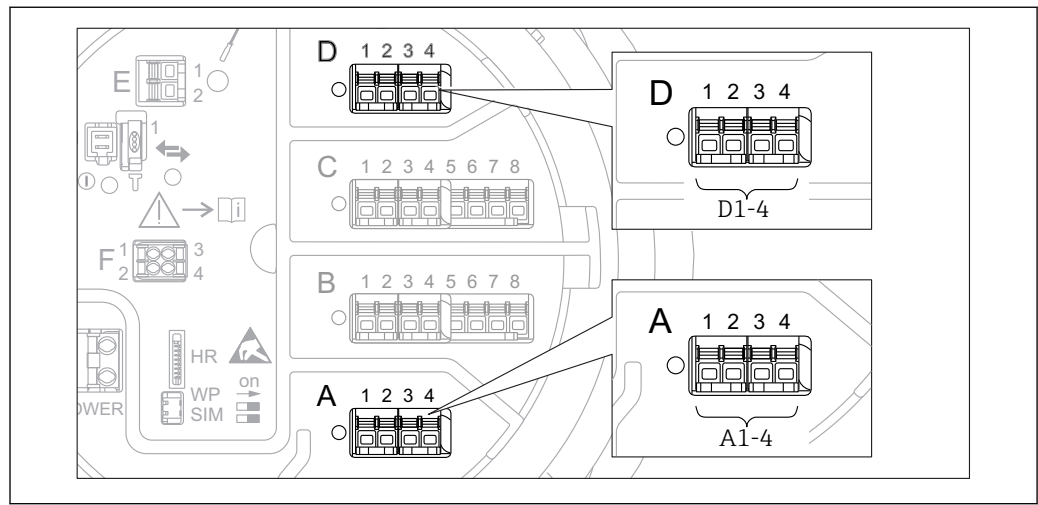 D 1 2 3 4
E 1
2
1
C 1 2 3 4 5 6 7 8
i
F 1 3
2 4
B 1 2 3 4 5 6 7 8
HR
WP on
SIM
OWER
A 1 2 3 4
D 1 2 3 4
D1-4
A 1 2 3 4
A1-4